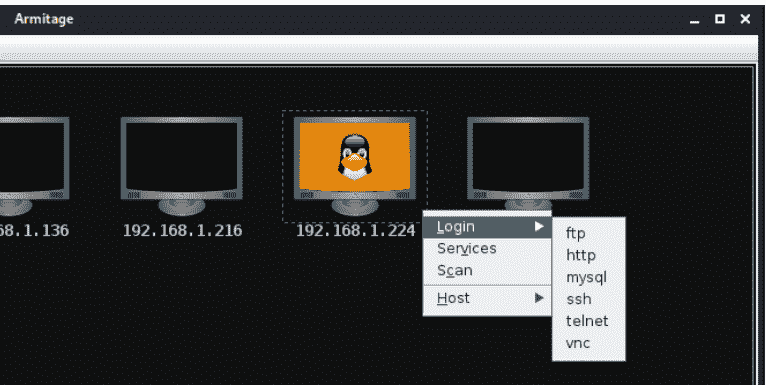 Armitage
68.1.136
192.168.1.216
192.168.1.224
Login
Services
Scan
Host
ftp
http
mysql
ssh
telnet
vnc